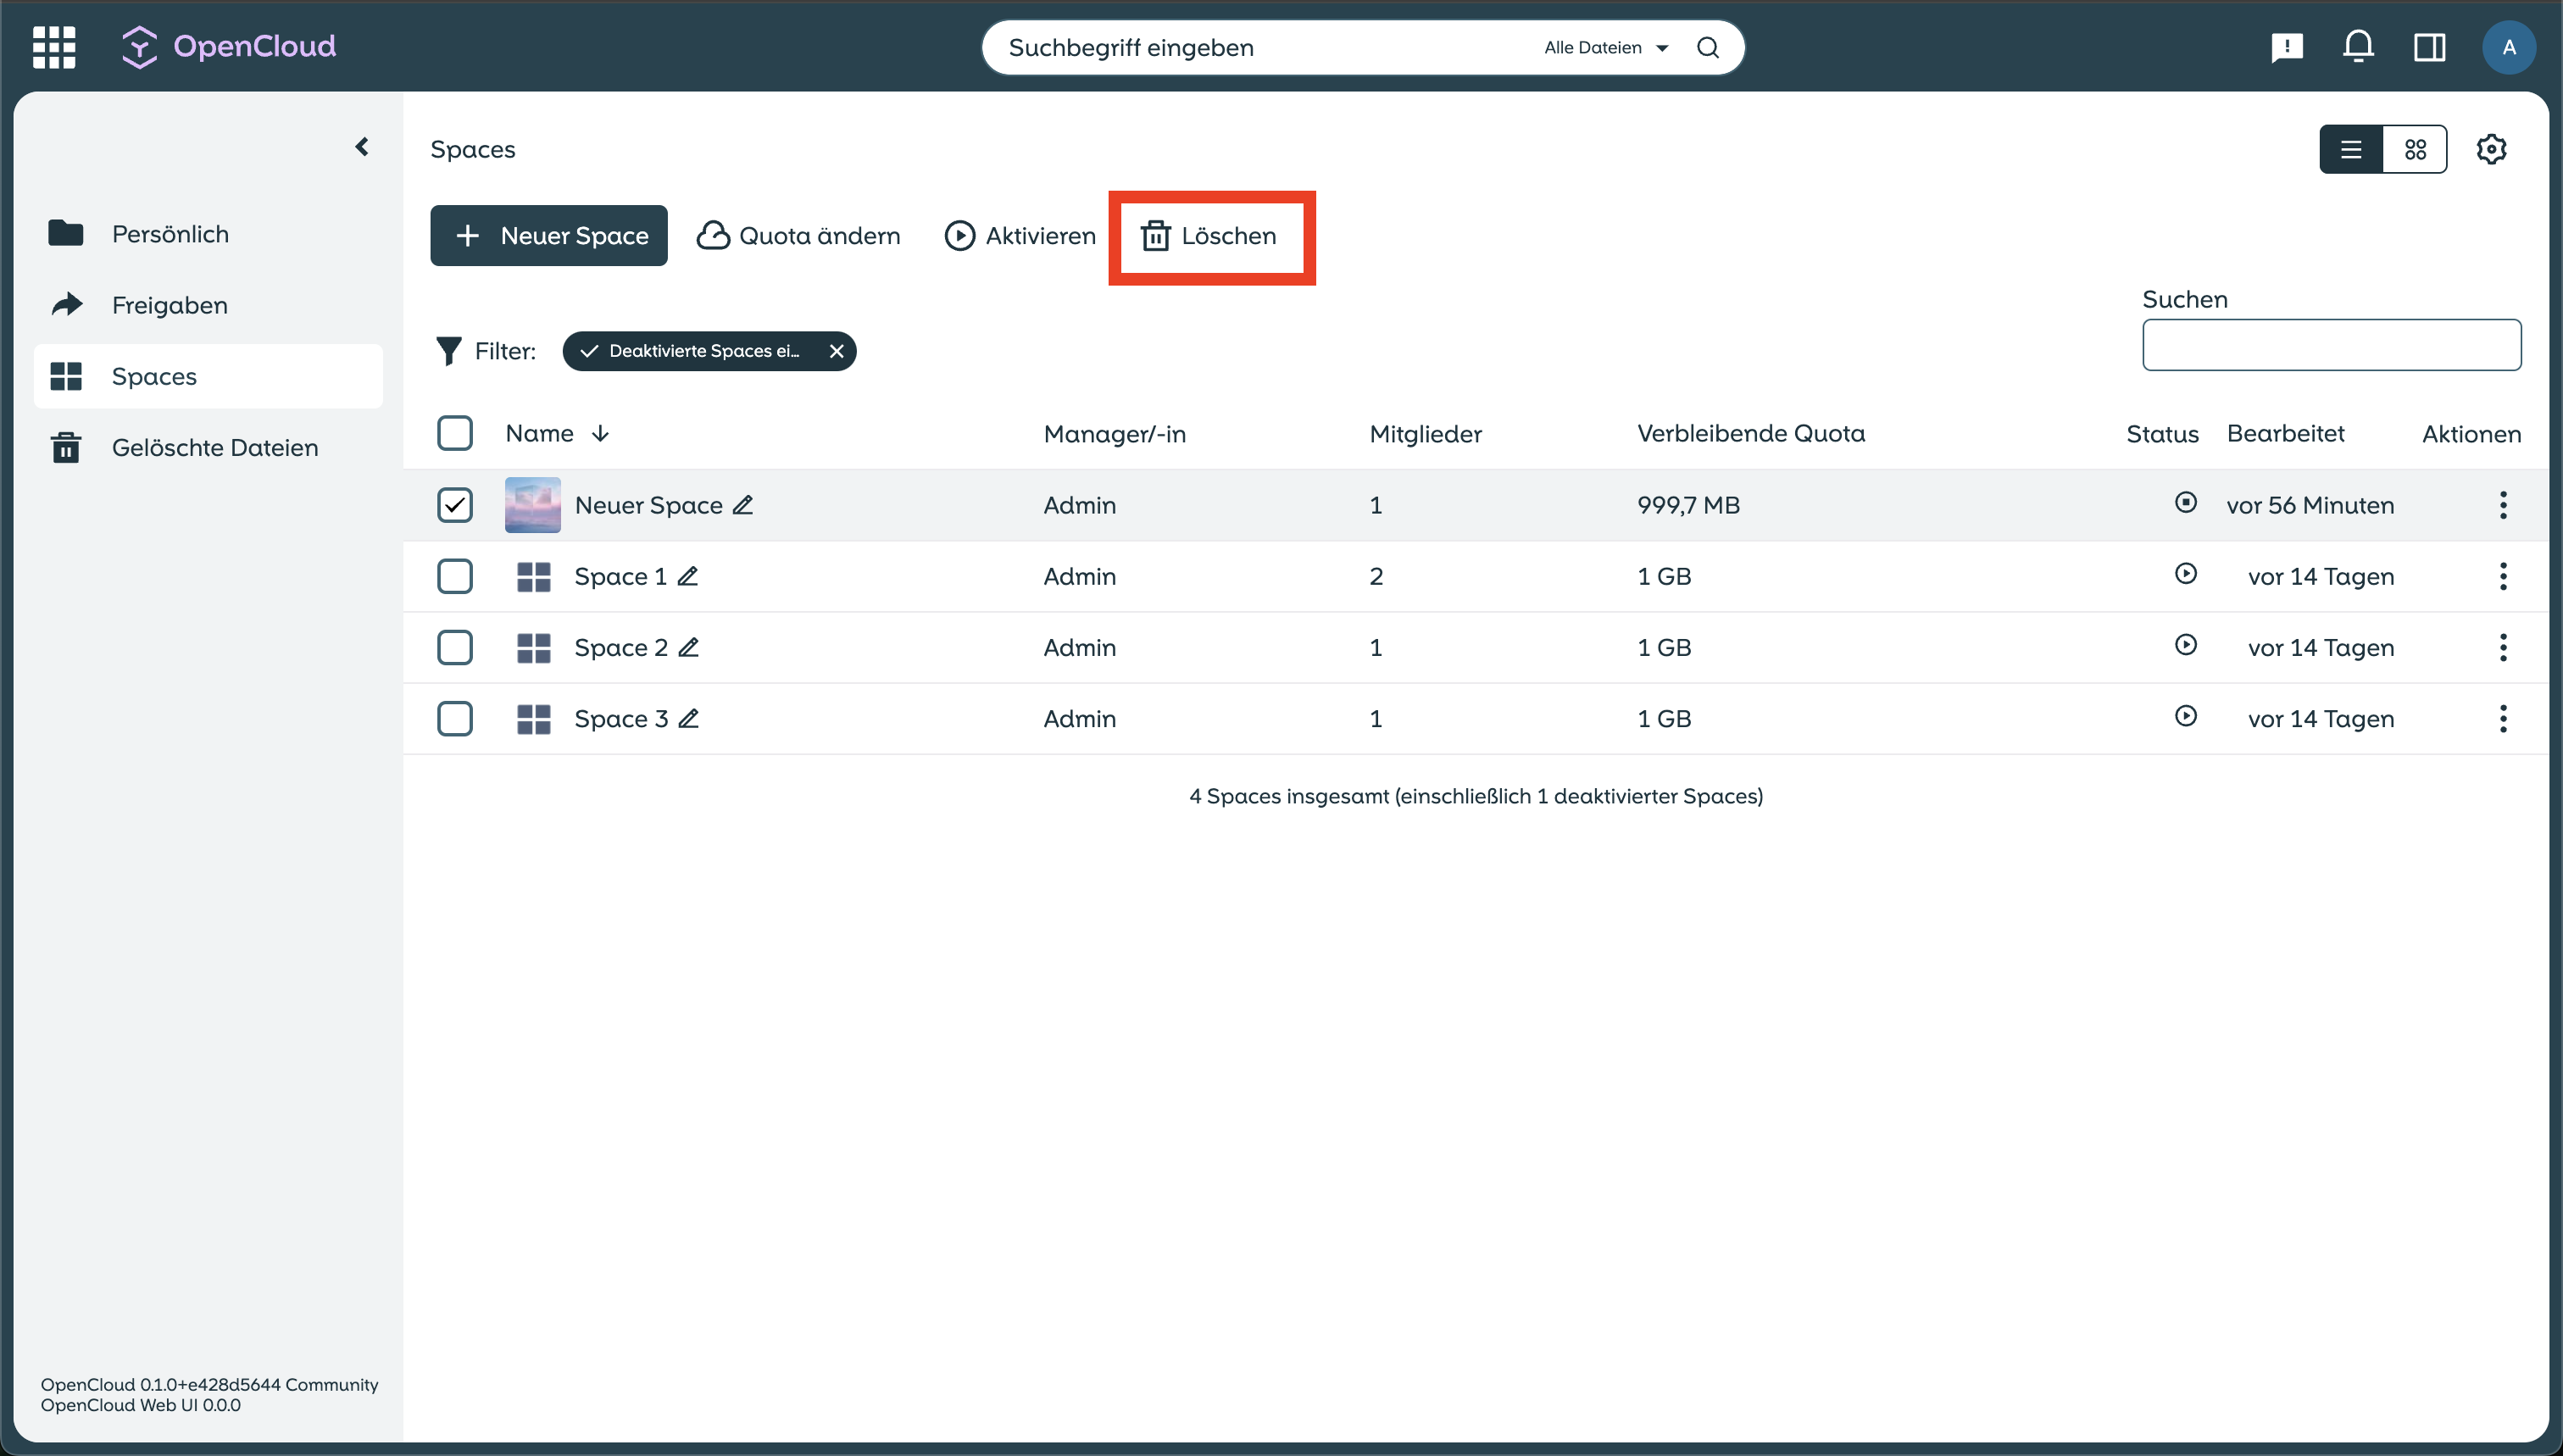 OpenCloud
Suchbegriff eingeben
Alle Dateien
A
Spaces
Persönlich
Freigaben
Spaces
Gelöschte Dateien
Neuer Space
Quota ändern
Aktivieren
Löschen
Suchen
Filter:
Deaktivierte Spaces ei...
Name Manager/-in Mitglieder Verbleibende Quota Status Bearbeitet Aktionen
Neuer Space Admin 1 999,7 MB vor 56 Minuten
Space 1 Admin 2 1 GB vor 14 Tagen
Space 2 Admin 1 1 GB vor 14 Tagen
Space 3 Admin 1 1 GB vor 14 Tagen
4 Spaces insgesamt (einschließlich 1 deaktivierter Spaces)
OpenCloud 0.1.0+e428d5644 Community
OpenCloud Web UI 0.0.0